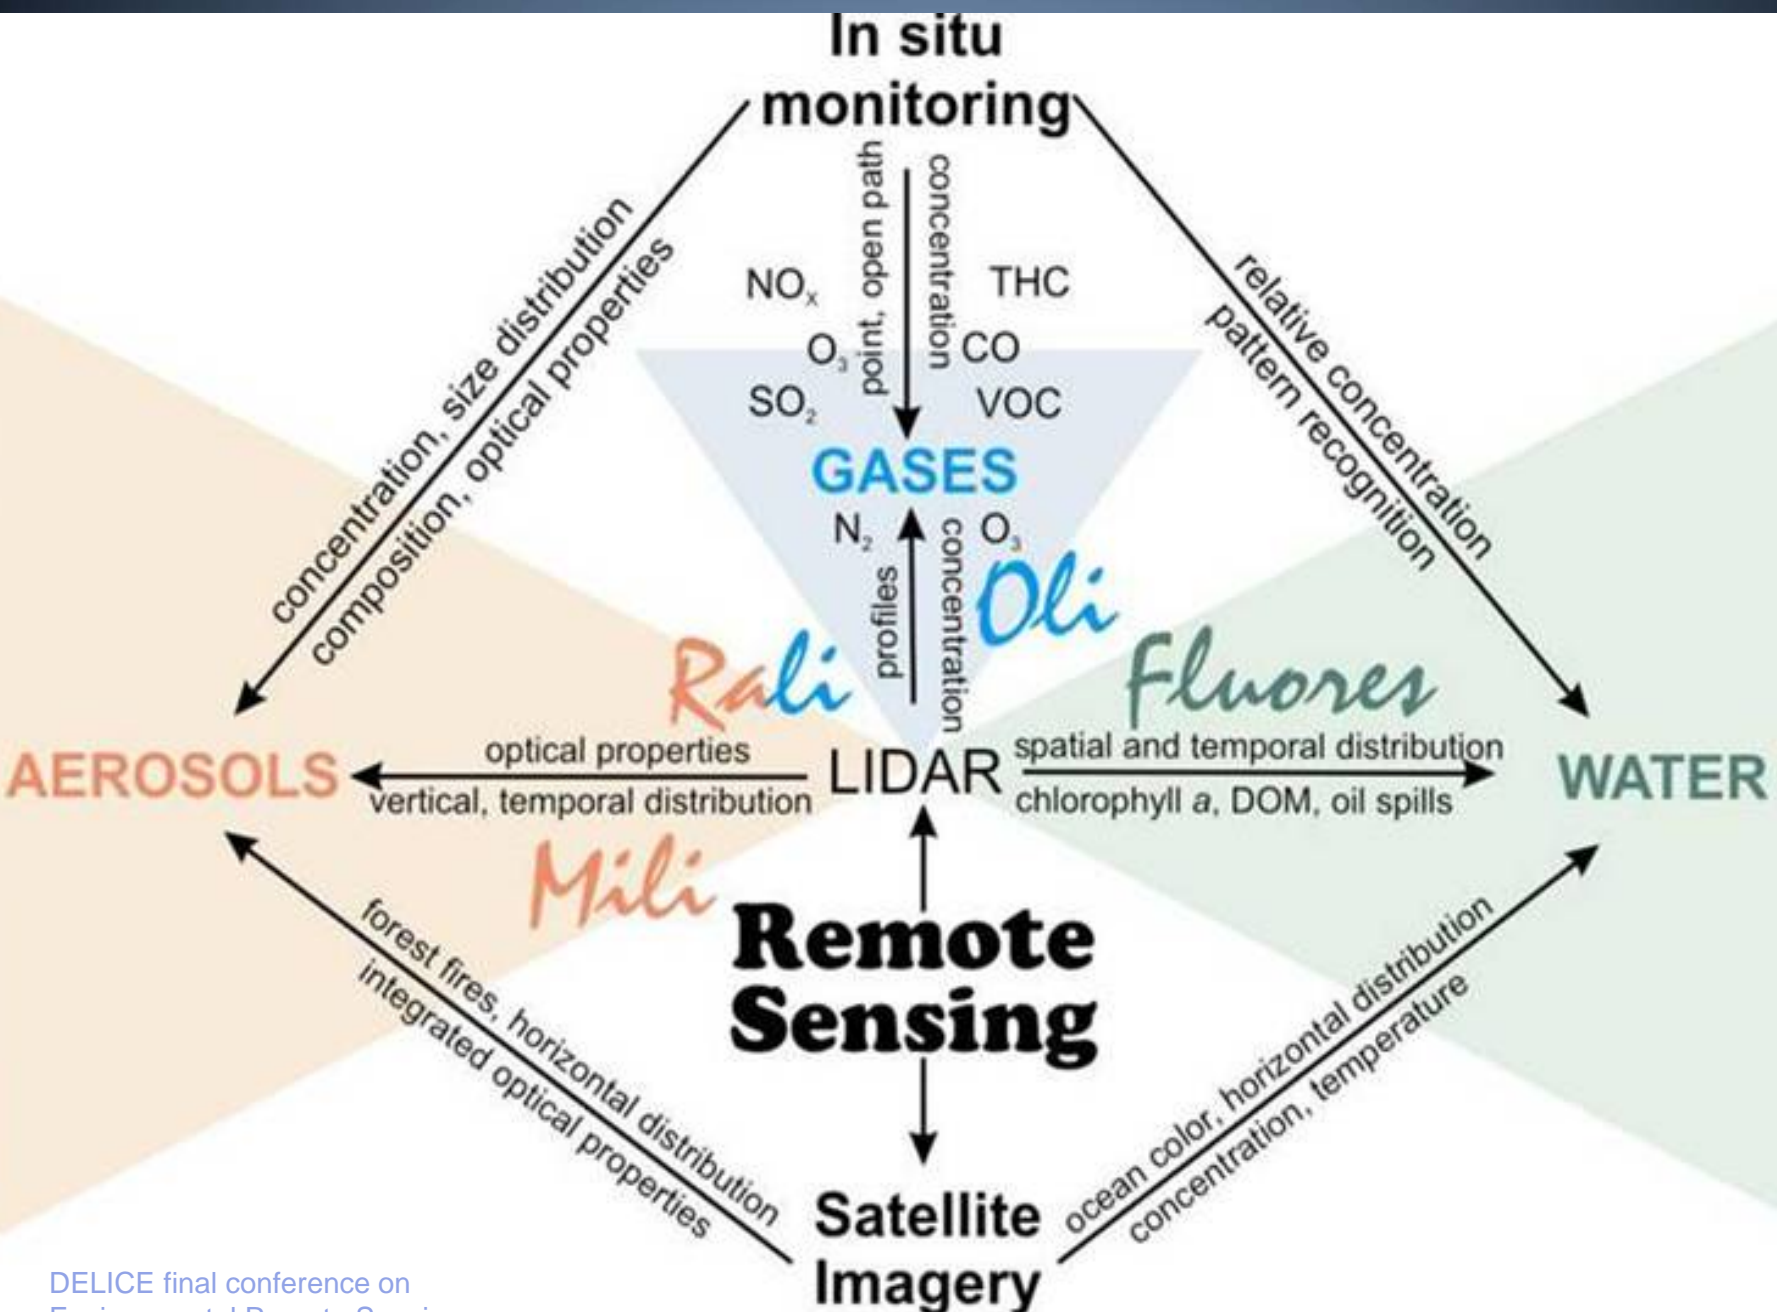 In situ
monitoring
concentration, size distribution
composition, optical properties
point, open path
concentration
relative concentration
pattern recognition
NOx
THC
O3
CO
SO2
VOC
GASES
N2
O3
profiles
concentration
Oli
Rali
Fluores
AEROSOLS
optical properties
vertical, temporal distribution
LIDAR
spatial and temporal distribution
chlorophyll a, DOM, oil spills
WATER
Mili
Remote
Sensing
forest fires, horizontal distribution
integrated optical properties
ocean color, horizontal distribution
concentration, temperature
Satellite
Imagery
DELICE final conference on